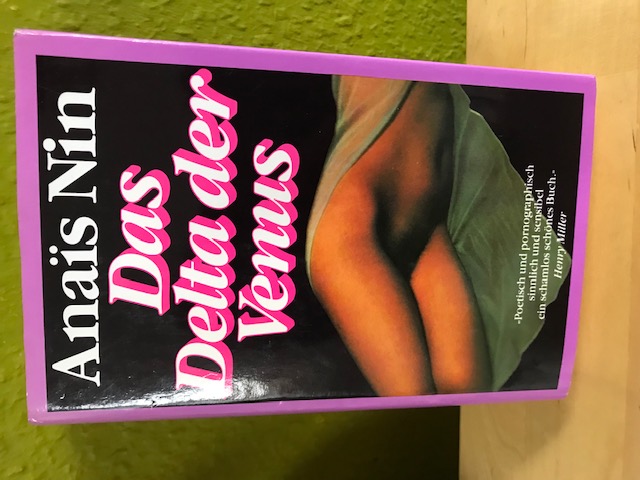 Anaïs Nin
Das
Delta der
Venus
»Poetisch und pornographisch
sinnlich und sensibel
ein schamlos schönes Buch.«
Henry Miller